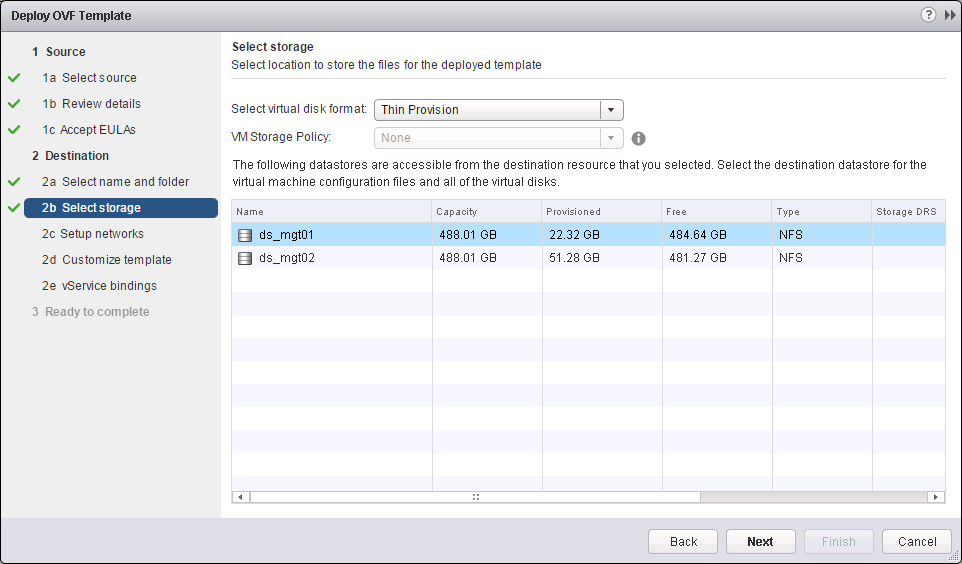 Deploy OVF Template
?
1 Source
1a Select source
1b Review details
1c Accept EULAs
2 Destination
2a Select name and folder
2b Select storage
2c Setup networks
2d Customize template
2e vService bindings
3 Ready to complete
Select storage
Select location to store the files for the deployed template
Select virtual disk format: Thin Provision
VM Storage Policy: None
The following datastores are accessible from the destination resource that you selected. Select the destination datastore for the
virtual machine configuration files and all of the virtual disks.
Name Capacity Provisioned Free Type Storage DRS
ds_mgt01 488.01 GB 22.32 GB 484.64 GB NFS
ds_mgt02 488.01 GB 51.28 GB 481.27 GB NFS
Back Next Finish Cancel